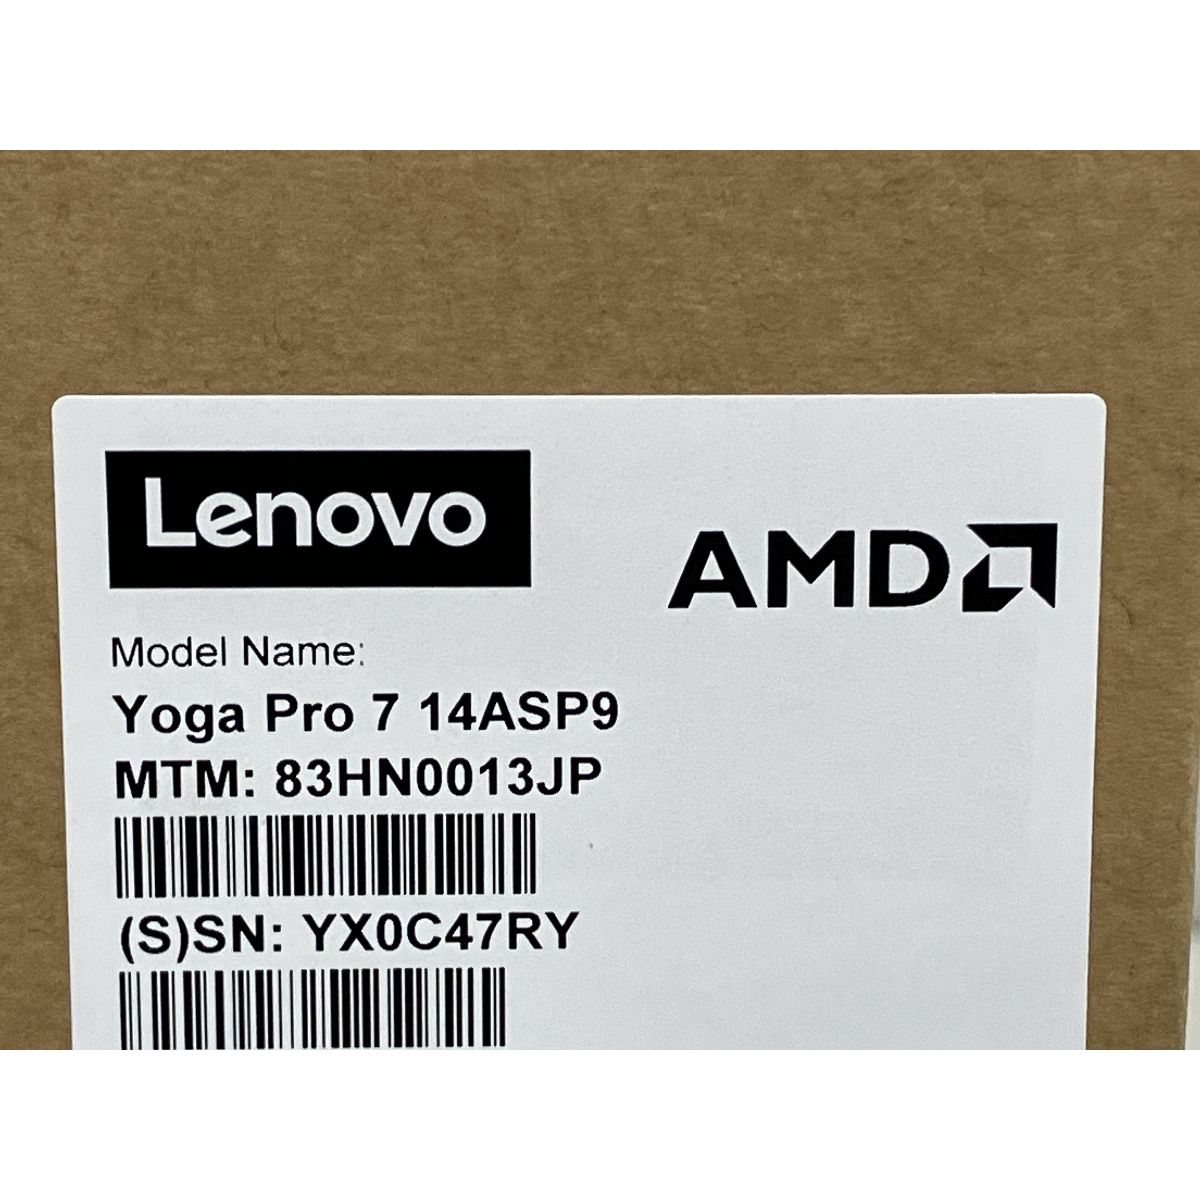 Lenovo
AMD
Model Name:
Yoga Pro 7 14ASP9
MTM: 83HN0013JP
(S)SN: YX0C47RY